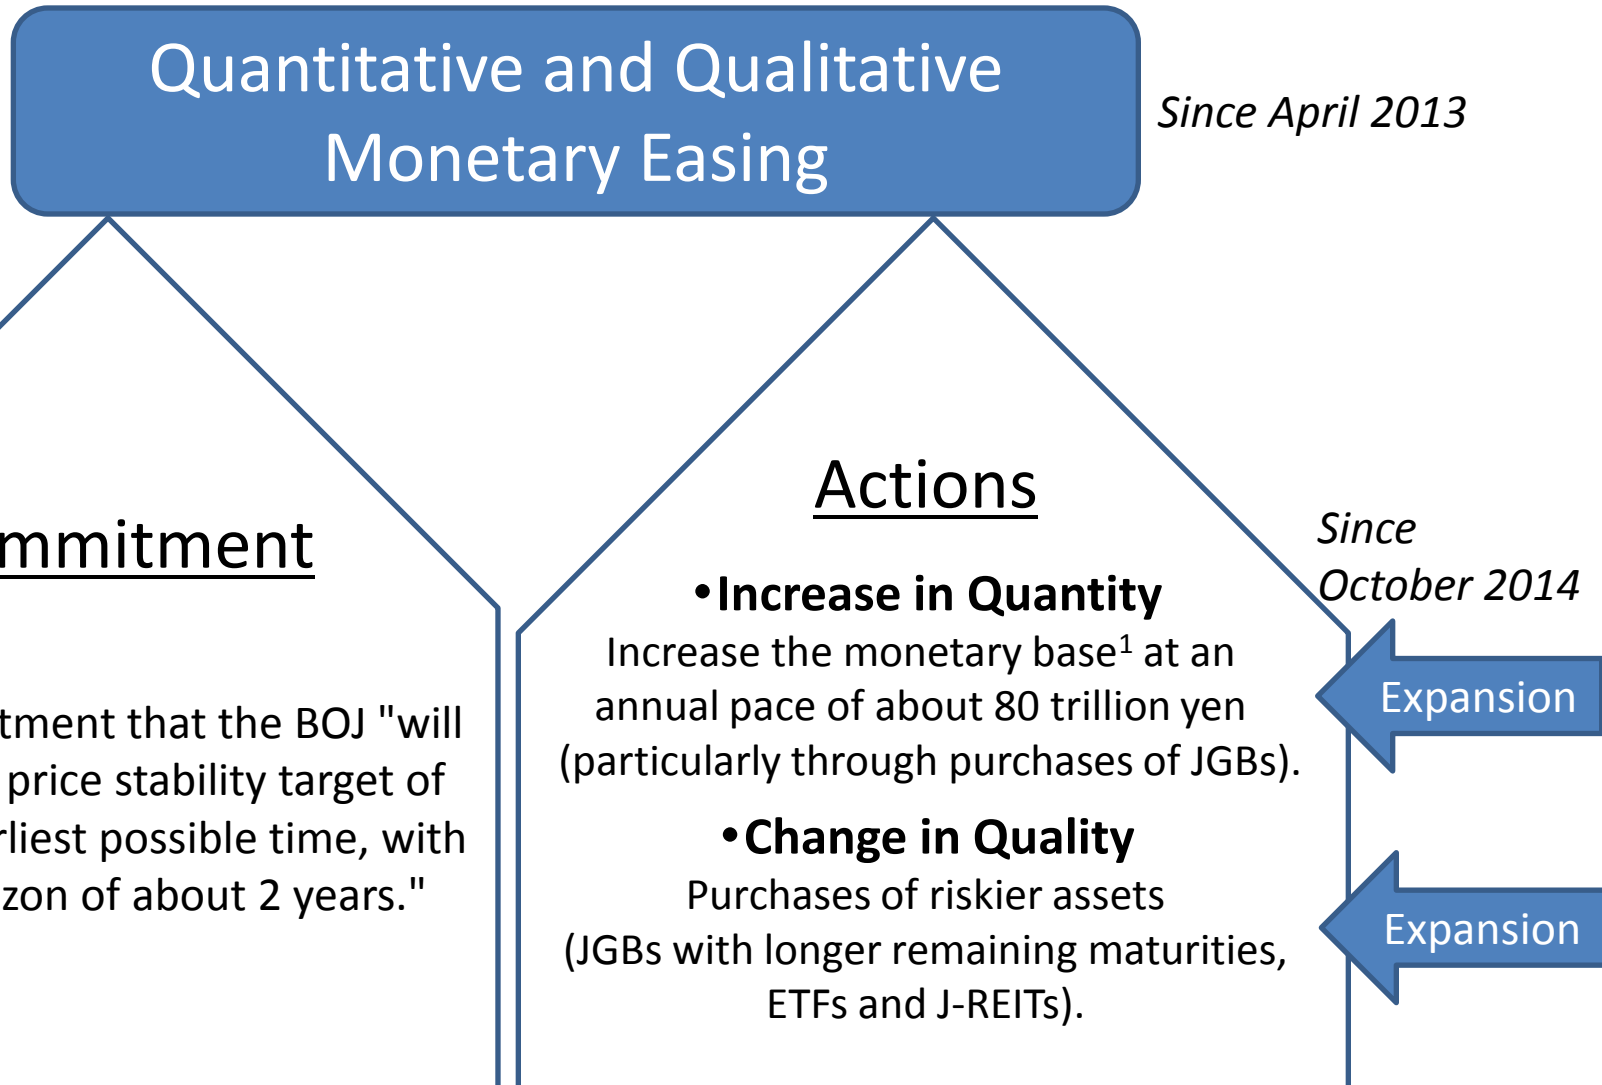 Quantitative and Qualitative
Monetary Easing
Since April 2013
mmitment
tment that the BOJ "will
price stability target of
rliest possible time, with
zon of about 2 years."
Actions
•Increase in Quantity
Increase the monetary base¹ at an
annual pace of about 80 trillion yen
(particularly through purchases of JGBs).
•Change in Quality
Purchases of riskier assets
(JGBs with longer remaining maturities,
ETFs and J-REITs).
Since
October 2014
Expansion
Expansion